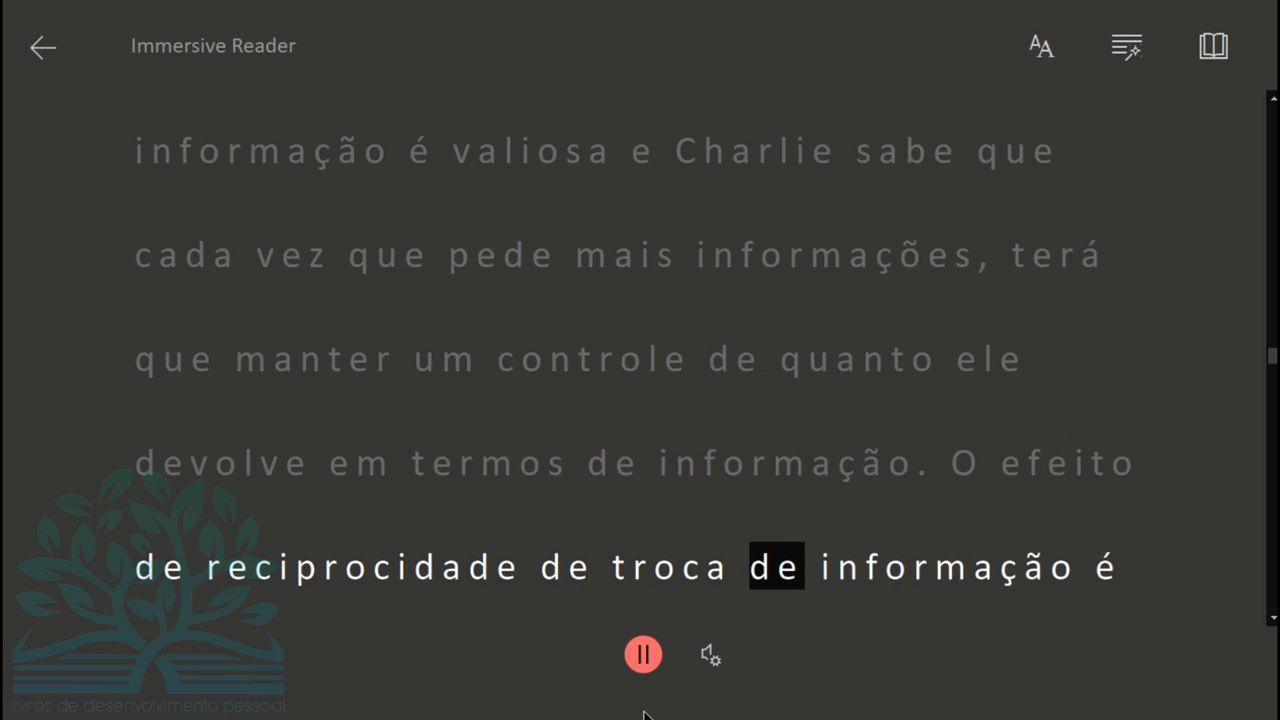 Immersive Reader
informação é valiosa e Charlie sabe que
cada vez que pede mais informações, terá
que manter um controle de quanto ele
devolve em termos de informação. O efeito
de reciprocidade de troca de informação é
livros de desenvolvimento pessoal